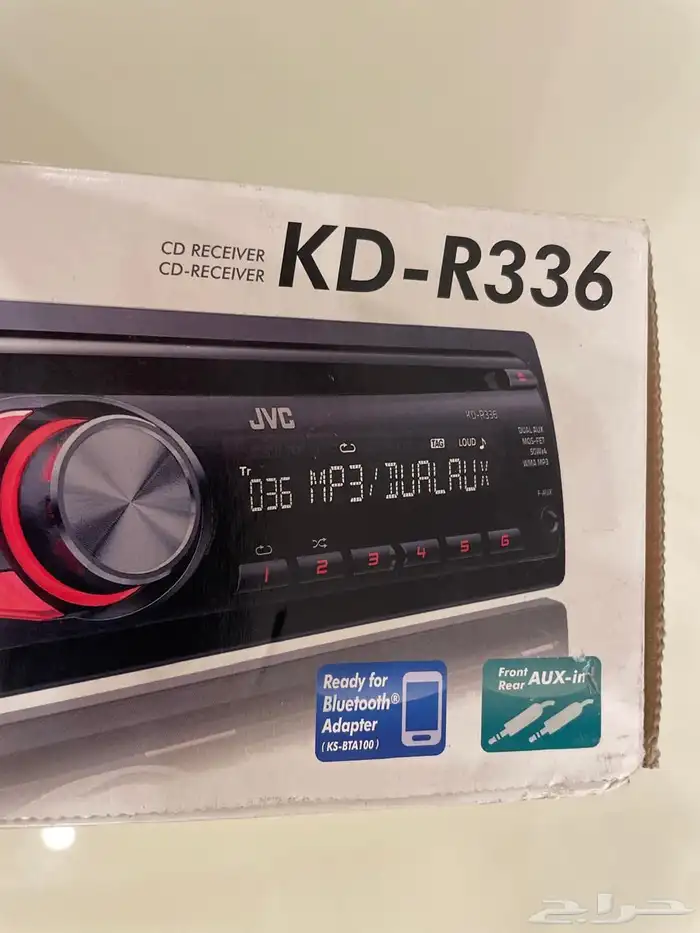 CD RECEIVER
CD-RECEIVER
KD-R336
JVC
KD-R336
TAG LOUD
Tr
036 MP3/DUALAUX
DUAL AUX
MOS-FET
50Wx4
WMA MP3
F-AUX
1 2 3 4 5 6
Ready for
Bluetooth®
Adapter
(KS-BTA100)
Front
Rear AUX-in
حراج